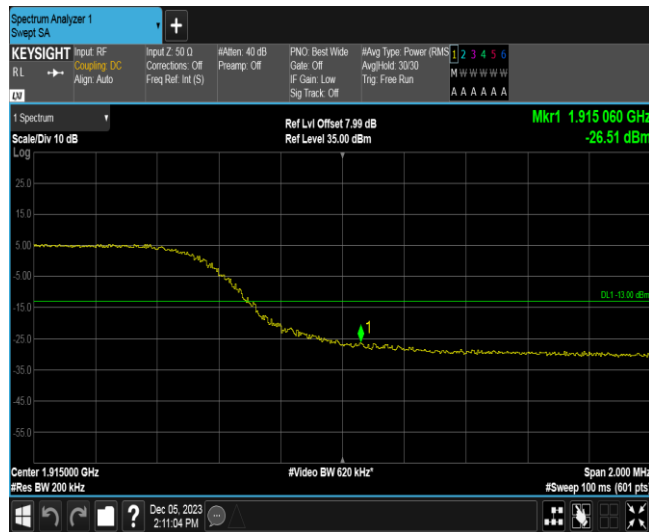 Spectrum Analyzer 1
Swept SA
+
KEYSIGHT
RL
LXI
Input: RF
Coupling: DC
Align: Auto
Input Z: 50 Ω
Corrections: Off
Freq Ref: Int (S)
#Atten: 40 dB
Preamp: Off
PNO: Best Wide
Gate: Off
IF Gain: Low
Sig Track: Off
#Avg Type: Power (RMS
Avg|Hold: 30/30
Trig: Free Run
1 2 3 4 5 6
M W W W W W
A A A A A A
1 Spectrum
Scale/Div 10 dB
Ref Lvl Offset 7.99 dB
Ref Level 35.00 dBm
Mkr1 1.915 060 GHz
-26.51 dBm
Log
25.0
15.0
5.00
-5.00
-15.0
-25.0
-35.0
-45.0
-55.0
DL1 -13.00 dBm
1
Center 1.915000 GHz
#Res BW 200 kHz
#Video BW 620 kHz*
Span 2.000 MHz
#Sweep 100 ms (601 pts)
?
Dec 05, 2023
2:11:04 PM